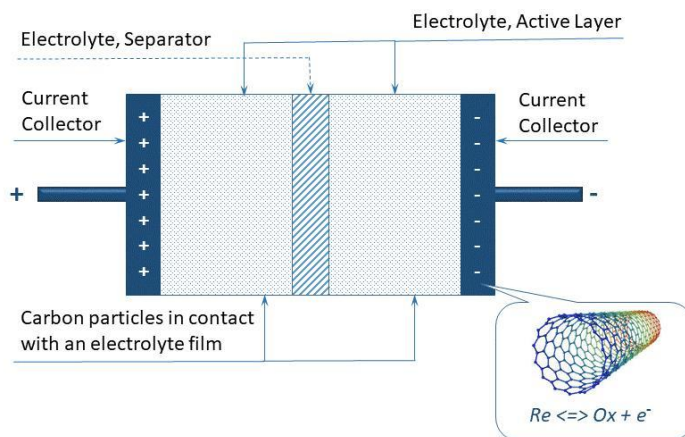 Electrolyte, Active Layer
Electrolyte, Separator
Current
Collector
Current
Collector
+
+
+
+
+
+
+
-
-
-
-
-
-
-
+
-
Carbon particles in contact
with an electrolyte film
Re <=> Ox + e-